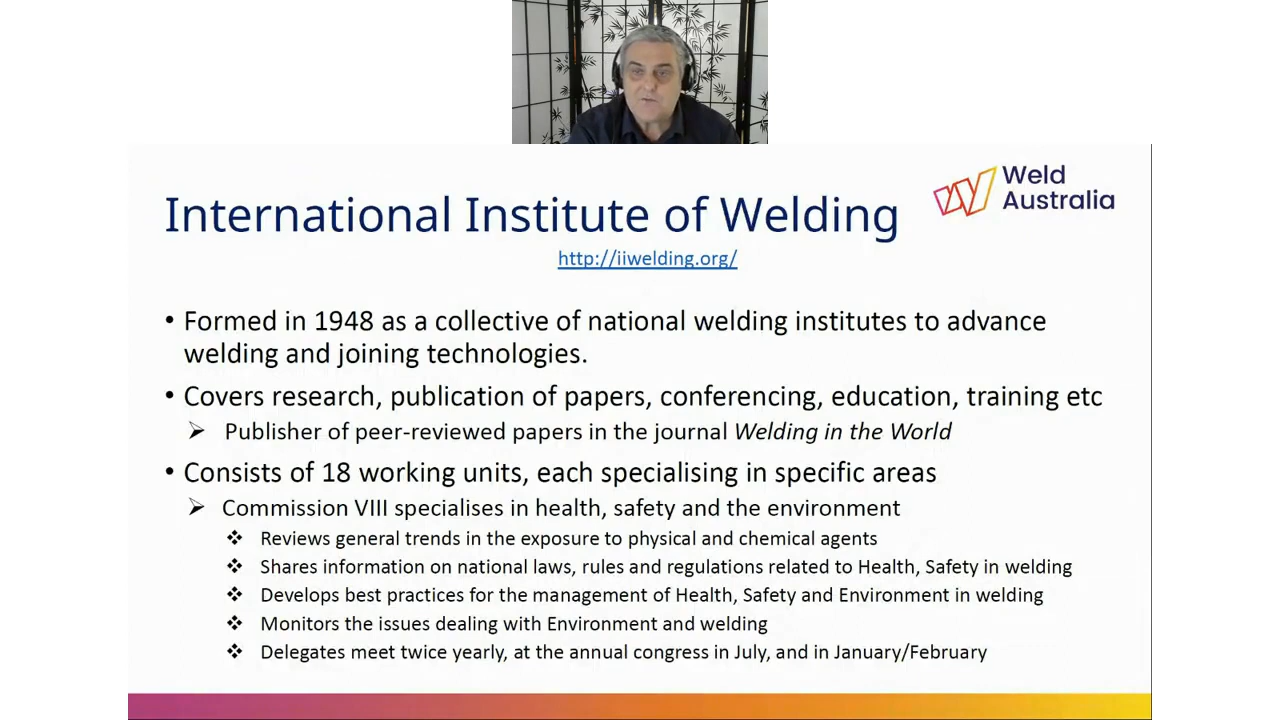 Weld
Australia
International Institute of Welding
http://iiwelding.org/
• Formed in 1948 as a collective of national welding institutes to advance
welding and joining technologies.
• Covers research, publication of papers, conferencing, education, training etc
➢ Publisher of peer-reviewed papers in the journal Welding in the World
• Consists of 18 working units, each specialising in specific areas
➢ Commission VIII specialises in health, safety and the environment
❖ Reviews general trends in the exposure to physical and chemical agents
❖ Shares information on national laws, rules and regulations related to Health, Safety in welding
❖ Develops best practices for the management of Health, Safety and Environment in welding
❖ Monitors the issues dealing with Environment and welding
❖ Delegates meet twice yearly, at the annual congress in July, and in January/February